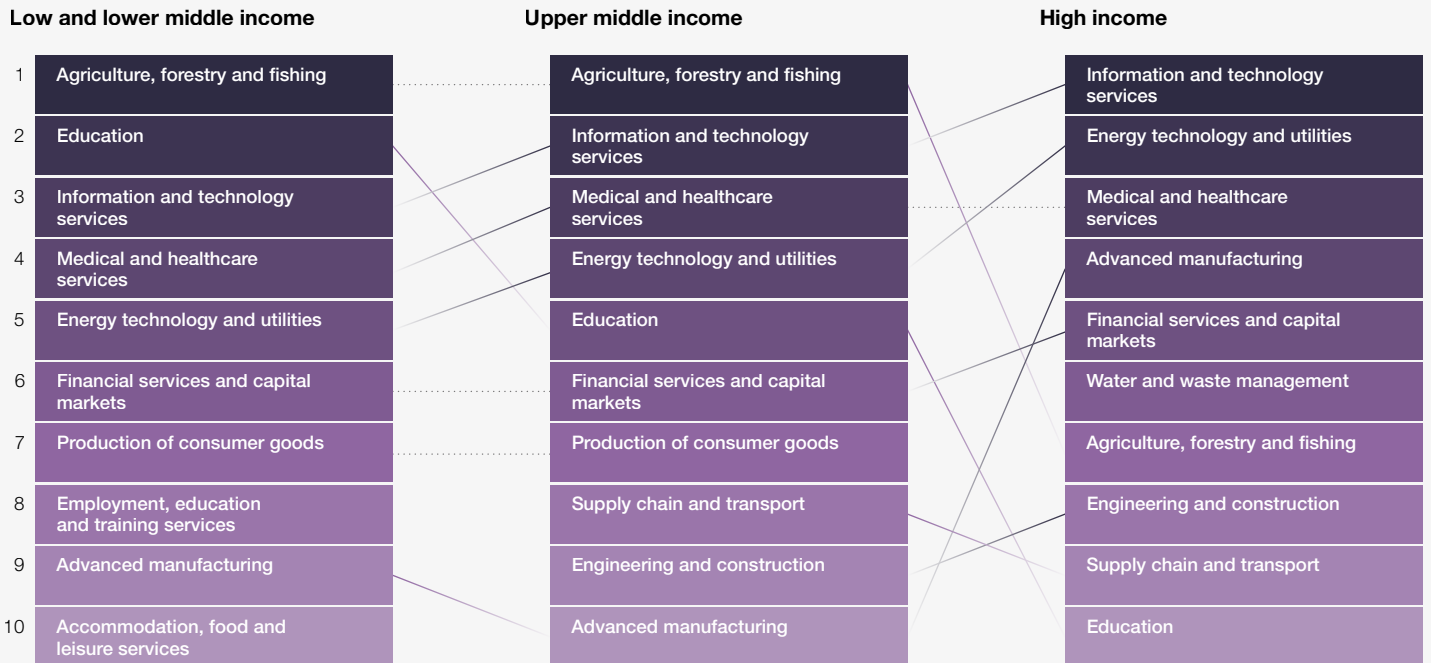 Low and lower middle income
Upper middle income
High income
1
Agriculture, forestry and fishing
Agriculture, forestry and fishing
Information and technology
services
2
Education
Information and technology
services
Energy technology and utilities
3
Information and technology
services
Medical and healthcare
services
Medical and healthcare
services
4
Medical and healthcare
services
Energy technology and utilities
Advanced manufacturing
5
Energy technology and utilities
Education
Financial services and capital
markets
6
Financial services and capital
markets
Financial services and capital
markets
Water and waste management
7
Production of consumer goods
Production of consumer goods
Agriculture, forestry and fishing
8
Employment, education
and training services
Supply chain and transport
Engineering and construction
9
Advanced manufacturing
Engineering and construction
Supply chain and transport
10
Accommodation, food and
leisure services
Advanced manufacturing
Education